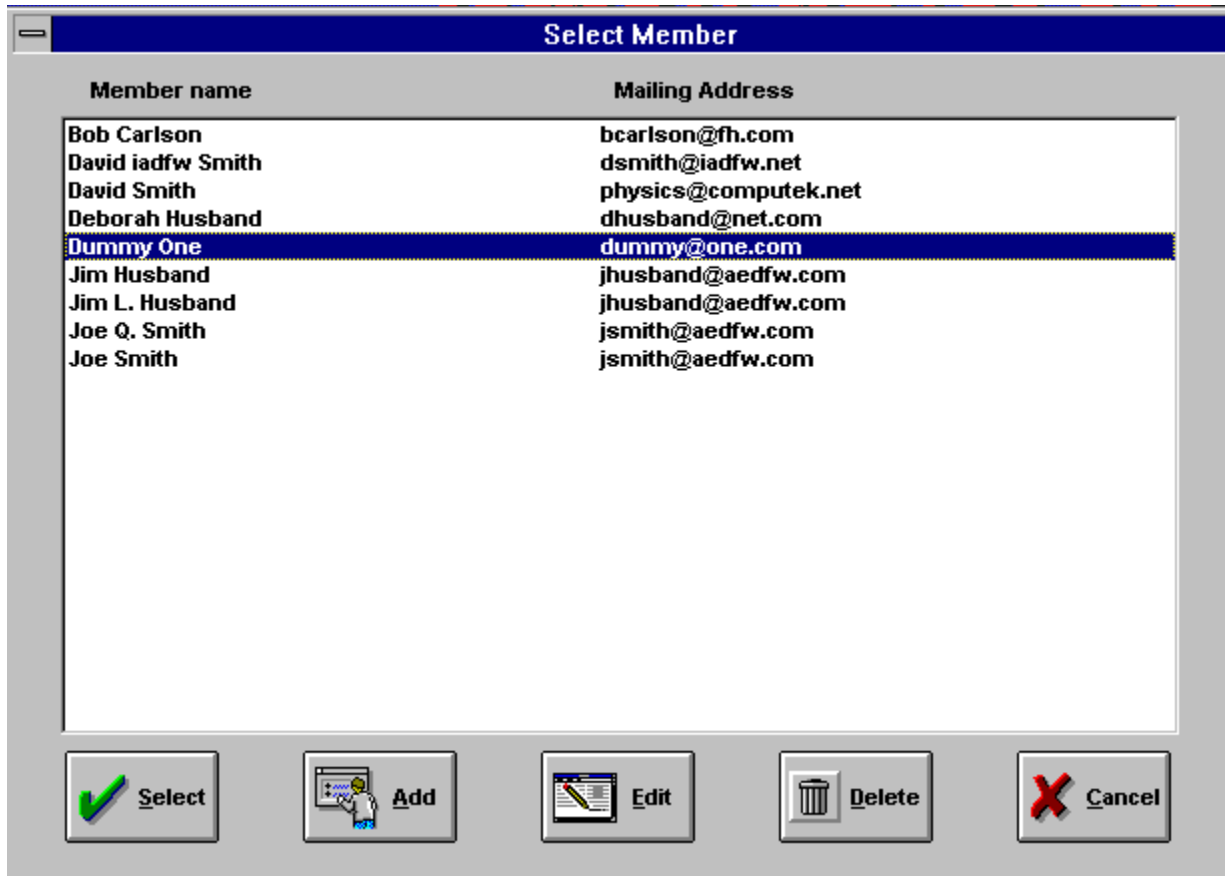 Select Member
Member name Mailing Address
Bob Carlson bcarlson@fh.com
David iadfw Smith dsmith@iadfw.net
David Smith physics@computek.net
Deborah Husband dhusband@net.com
Dummy One dummy@one.com
Jim Husband jhusband@aedfw.com
Jim L. Husband jhusband@aedfw.com
Joe Q. Smith jsmith@aedfw.com
Joe Smith jsmith@aedfw.com
Select Add Edit Delete Cancel